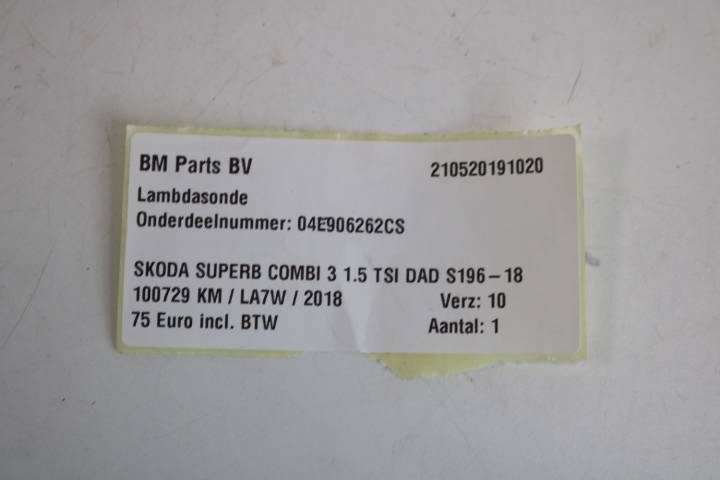 BM Parts BV 210520191020
Lambdasonde
Onderdeelnummer: 04E906262CS
SKODA SUPERB COMBI 3 1.5 TSI DAD S196-18
100729 KM / LA7W / 2018 Verz: 10
75 Euro incl. BTW Aantal: 1